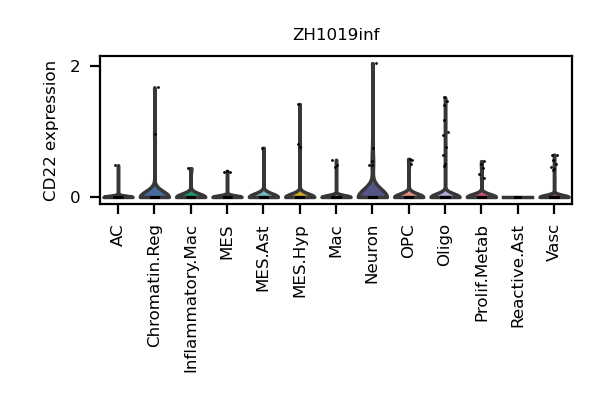 ZH1019inf
CD22 expression
2
0
AC
Chromatin.Reg
Inflammatory.Mac
MES
MES.Ast
MES.Hyp
Mac
Neuron
OPC
Oligo
Prolif.Metab
Reactive.Ast
Vasc